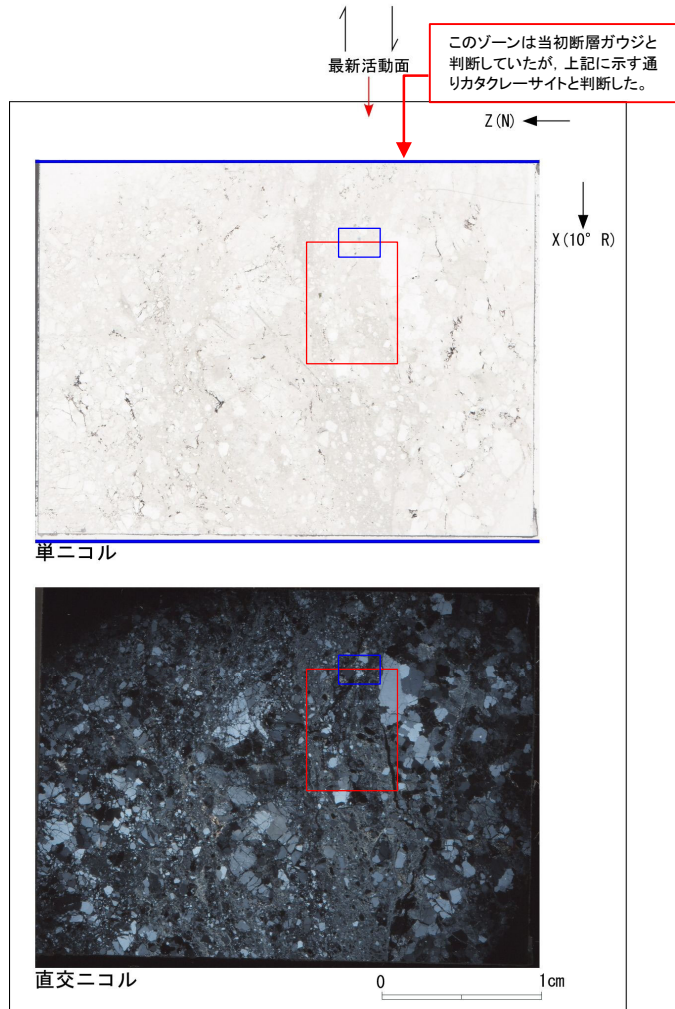 最新活動面
このゾーンは当初断層ガウジと
判断していたが，上記に示す通
りカタクレーサイトと判断した。
Z(N)
X(10° R)
単ニコル
直交ニコル
0 1cm